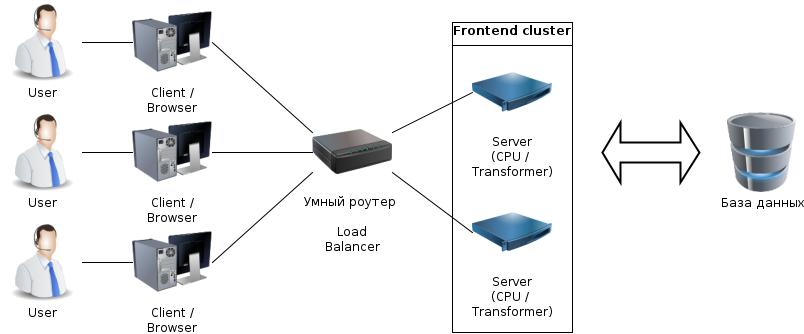 Frontend cluster
User
Client /
Browser
Server
(CPU /
Transformer)
User
Client /
Browser
Умный роутер
Load
Balancer
База данных
User
Client /
Browser
Server
(CPU /
Transformer)